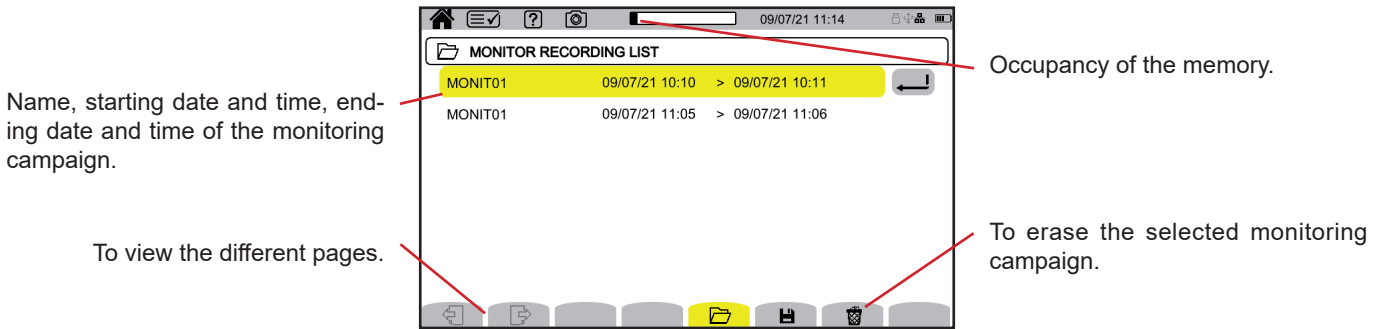 09/07/21 11:14
MONITOR RECORDING LIST
MONIT01 09/07/21 10:10 > 09/07/21 10:11
MONIT01 09/07/21 11:05 > 09/07/21 11:06
Name, starting date and time, end-
ing date and time of the monitoring
campaign.
To view the different pages.
Occupancy of the memory.
To erase the selected monitoring
campaign.